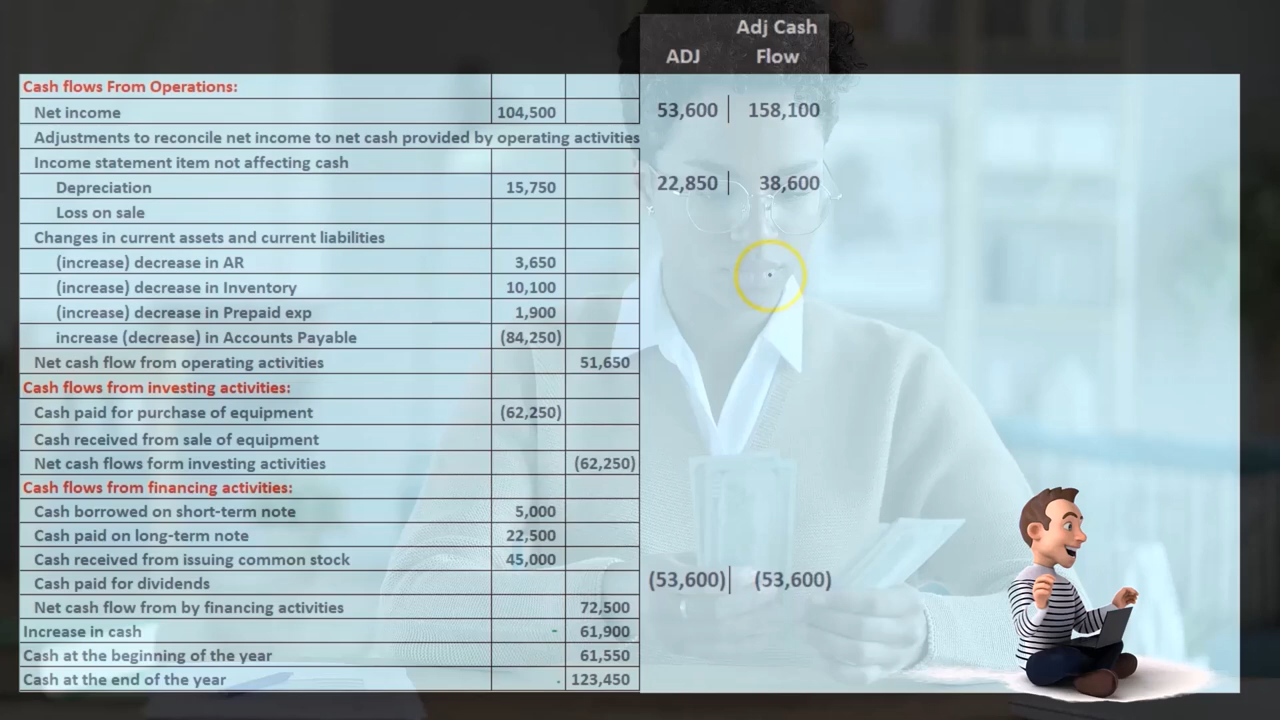 Adj Cash
ADJ Flow
Cash flows From Operations:
Net income 104,500 53,600 158,100
Adjustments to reconcile net income to net cash provided by operating activities
Income statement item not affecting cash
Depreciation 15,750 22,850 38,600
Loss on sale
Changes in current assets and current liabilities
(increase) decrease in AR 3,650
(increase) decrease in Inventory 10,100
(increase) decrease in Prepaid exp 1,900
increase (decrease) in Accounts Payable (84,250)
Net cash flow from operating activities 51,650
Cash flows from investing activities:
Cash paid for purchase of equipment (62,250)
Cash received from sale of equipment
Net cash flows form investing activities (62,250)
Cash flows from financing activities:
Cash borrowed on short-term note 5,000
Cash paid on long-term note 22,500
Cash received from issuing common stock 45,000
Cash paid for dividends (53,600) (53,600)
Net cash flow from by financing activities 72,500
Increase in cash - 61,900
Cash at the beginning of the year 61,550
Cash at the end of the year - 123,450